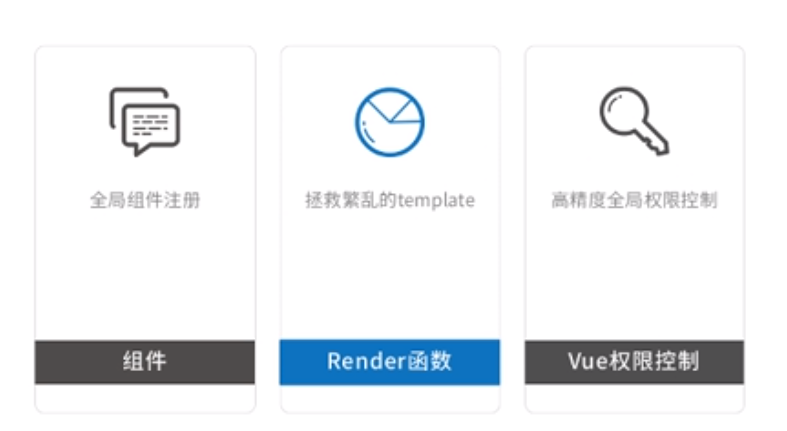 全局组件注册
组件
拯救繁乱的template
Render函数
高精度全局权限控制
Vue权限控制